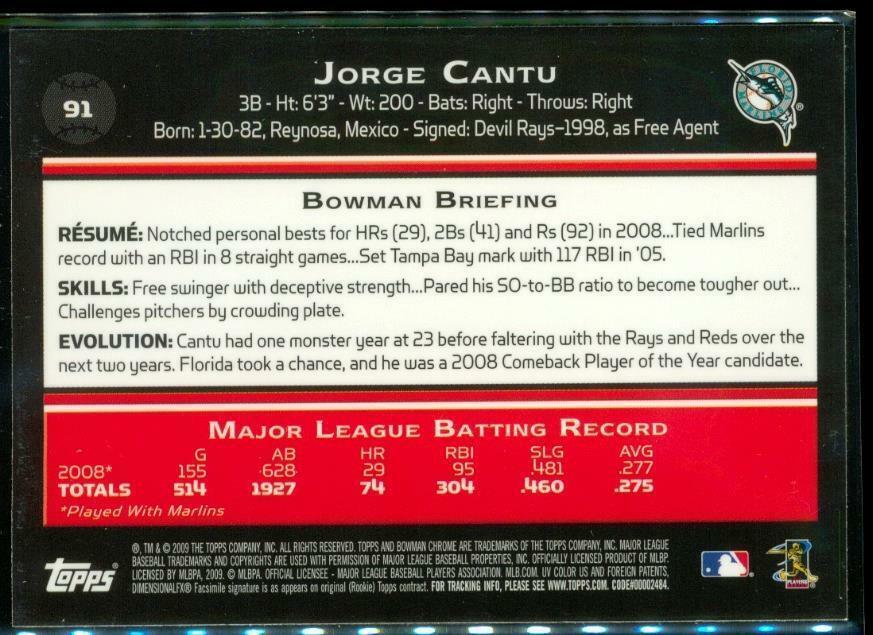 91
JORGE CANTU
3B - Ht: 6'3" - Wt: 200 - Bats: Right - Throws: Right
Born: 1-30-82, Reynosa, Mexico - Signed: Devil Rays–1998, as Free Agent
BOWMAN BRIEFING
RÉSUMÉ: Notched personal bests for HRs (29), 2Bs (41) and Rs (92) in 2008...Tied Marlins
record with an RBI in 8 straight games...Set Tampa Bay mark with 117 RBI in '05.
SKILLS: Free swinger with deceptive strength...Pared his SO-to-BB ratio to become tougher out...
Challenges pitchers by crowding plate.
EVOLUTION: Cantu had one monster year at 23 before faltering with the Rays and Reds over the
next two years. Florida took a chance, and he was a 2008 Comeback Player of the Year candidate.
MAJOR LEAGUE BATTING RECORD
G AB HR RBI SLG AVG
2008* 155 628 29 95 .481 .277
TOTALS 514 1927 74 304 .460 .275
*Played With Marlins
®, TM & © 2009 THE TOPPS COMPANY, INC. ALL RIGHTS RESERVED. TOPPS AND BOWMAN CHROME ARE TRADEMARKS OF THE TOPPS COMPANY, INC. MAJOR LEAGUE
BASEBALL TRADEMARKS AND COPYRIGHTS ARE USED WITH PERMISSION OF MAJOR LEAGUE BASEBALL PROPERTIES, INC. OFFICIALLY LICENSED PRODUCT OF MLBP.
LICENSED BY MLBPA, 2009. © MLBPA. OFFICIAL LICENSEE - MAJOR LEAGUE BASEBALL PLAYERS ASSOCIATION. MLB.COM. UV COLOR US AND FOREIGN PATENTS,
DIMENSIONALFX® Facsimile signature is as appears on original (Rookie) Topps contract. FOR TRACKING INFO, PLEASE SEE WWW.TOPPS.COM. CODE#00002484.
Topps®